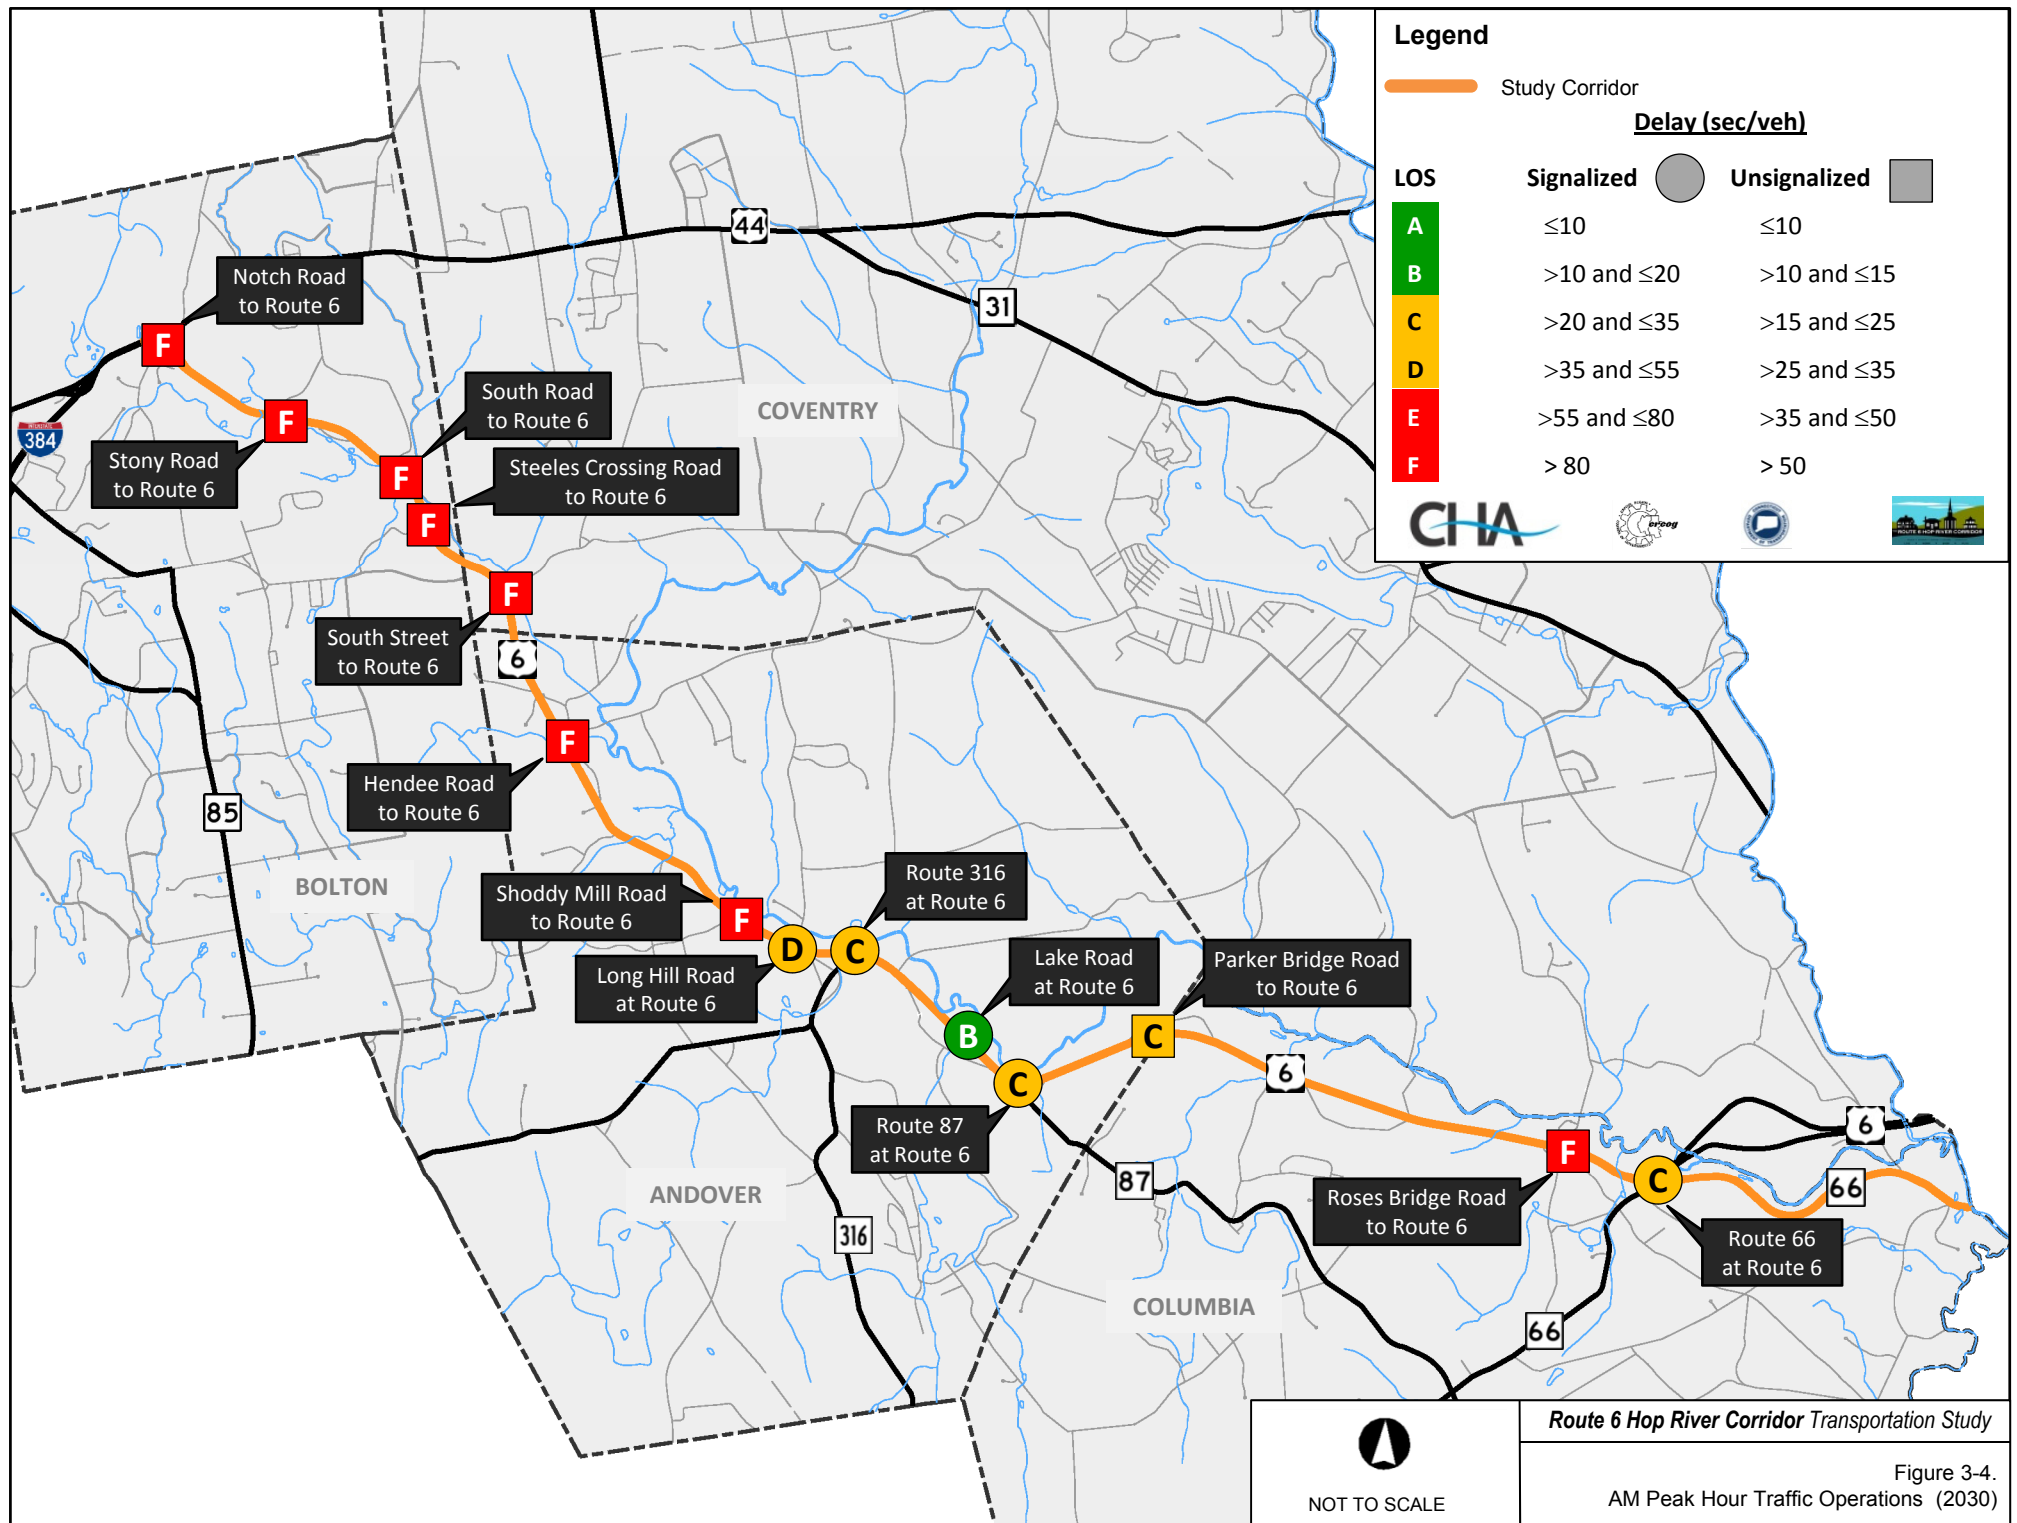 Legend
Study Corridor
Delay (sec/veh)
LOS Signalized Unsignalized
A ≤10 ≤10
B >10 and ≤20 >10 and ≤15
C >20 and ≤35 >15 and ≤25
D >35 and ≤55 >25 and ≤35
E >55 and ≤80 >35 and ≤50
F > 80 > 50
CHA
ROUTE 6 HOP RIVER CORRIDOR
44
31
Notch Road
to Route 6
F
INTERSTATE
384
Stony Road
to Route 6
F
South Road
to Route 6
F
Steeles Crossing Road
to Route 6
F
COVENTRY
South Street
to Route 6
F
6
Hendee Road
to Route 6
F
85
BOLTON
Shoddy Mill Road
to Route 6
F
Long Hill Road
at Route 6
D
Route 316
at Route 6
C
Lake Road
at Route 6
B
Parker Bridge Road
to Route 6
C
Route 87
at Route 6
C
6
87
ANDOVER
316
COLUMBIA
Roses Bridge Road
to Route 6
F
C
Route 66
at Route 6
6
66
66
NOT TO SCALE
Route 6 Hop River Corridor Transportation Study
Figure 3-4.
AM Peak Hour Traffic Operations (2030)